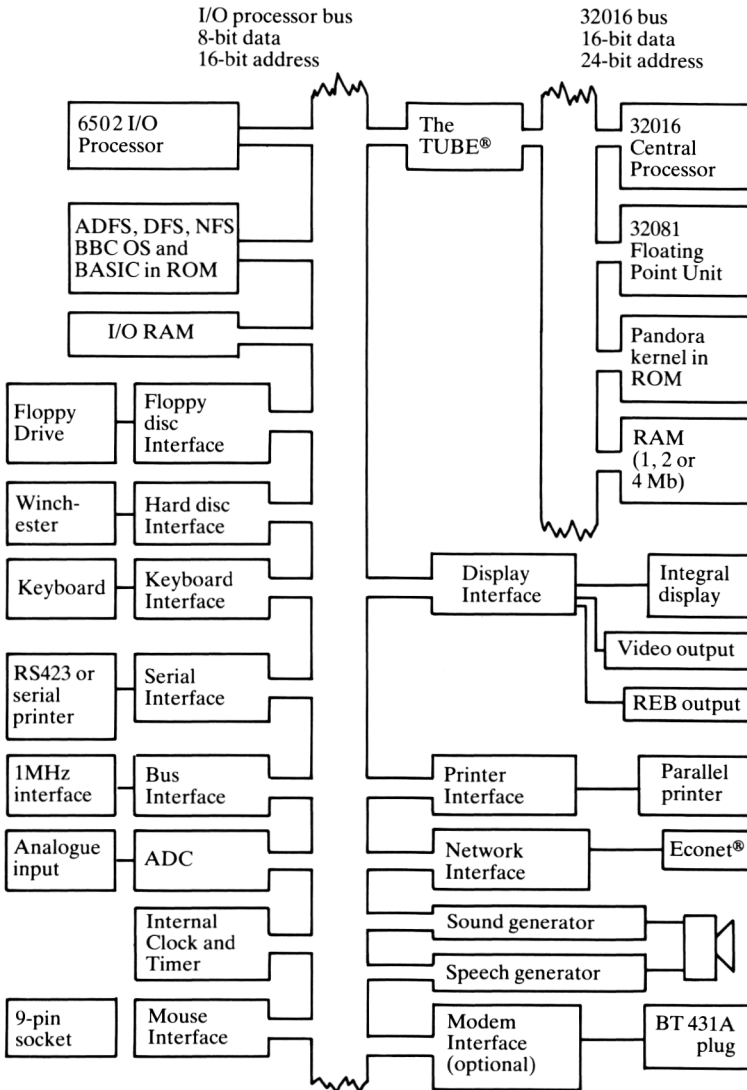 I/O processor bus
8-bit data
16-bit address
32016 bus
16-bit data
24-bit address
6502 I/O
Processor
The
TUBE®
32016
Central
Processor
ADFS, DFS, NFS
BBC OS and
BASIC in ROM
32081
Floating
Point Unit
I/O RAM
Pandora
kernel in
ROM
Floppy
Drive
Floppy
disc
Interface
RAM
(1, 2 or
4 Mb)
Winch-
ester
Hard disc
Interface
Keyboard
Keyboard
Interface
Display
Interface
Integral
display
Video output
REB output
RS423 or
serial
printer
Serial
Interface
1MHz
interface
Bus
Interface
Printer
Interface
Parallel
printer
Analogue
input
ADC
Network
Interface
Econet®
Internal
Clock and
Timer
Sound generator
Speech generator
9-pin
socket
Mouse
Interface
Modem
Interface
(optional)
BT 431A
plug